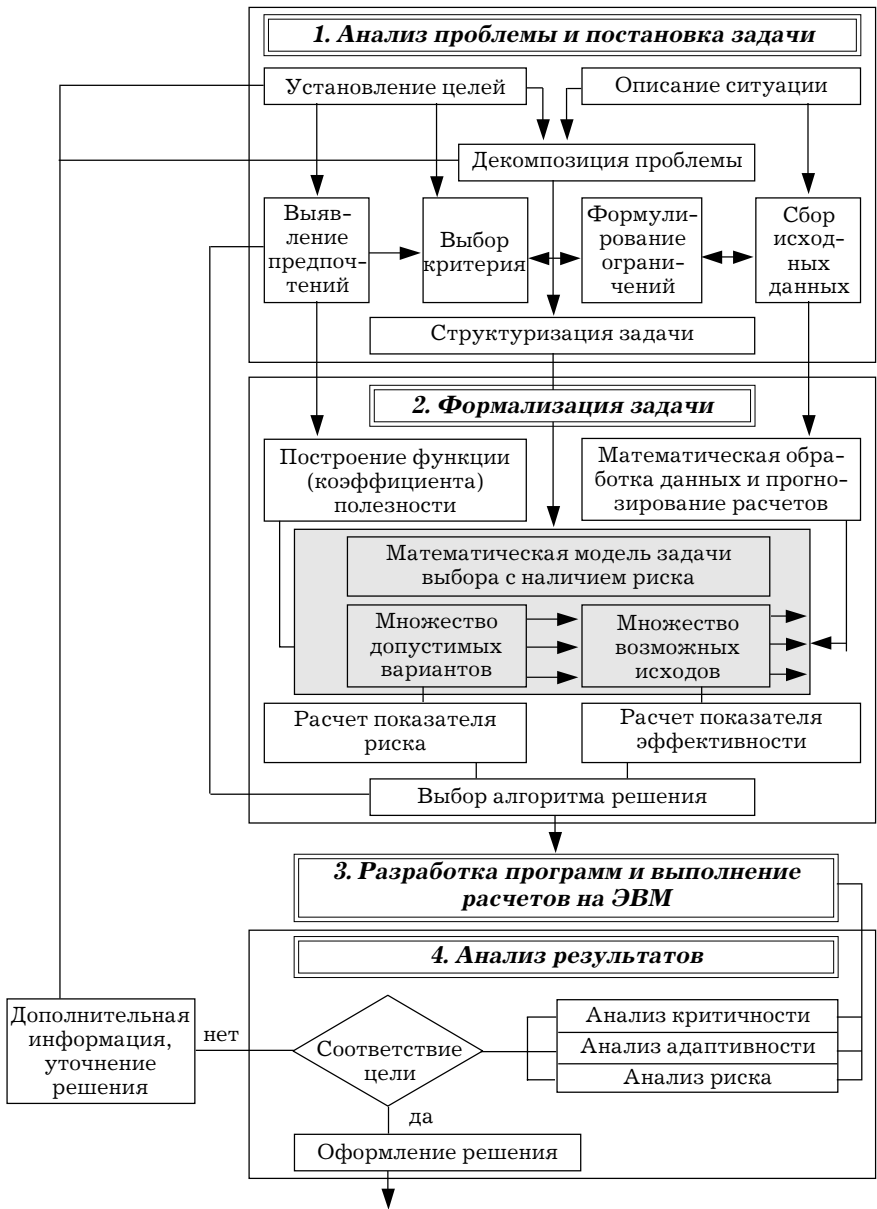 1. Анализ проблемы и постановка задачи
Установление целей
Описание ситуации
Декомпозиция проблемы
Выяв-
ление
предпоч-
тений
Выбор
критерия
Формули-
рование
ограни-
чений
Сбор
исход-
ных
данных
Структуризация задачи
2. Формализация задачи
Построение функции
(коэффициента)
полезности
Математическая обра-
ботка данных и прогно-
зирование расчетов
Математическая модель задачи
выбора с наличием риска
Множество
допустимых
вариантов
Множество
возможных
исходов
Расчет показателя
риска
Расчет показателя
эффективности
Выбор алгоритма решения
3. Разработка программ и выполнение
расчетов на ЭВМ
4. Анализ результатов
Дополнительная
информация,
уточнение
решения
нет
Соответствие
цели
Анализ критичности
Анализ адаптивности
Анализ риска
да
Оформление решения